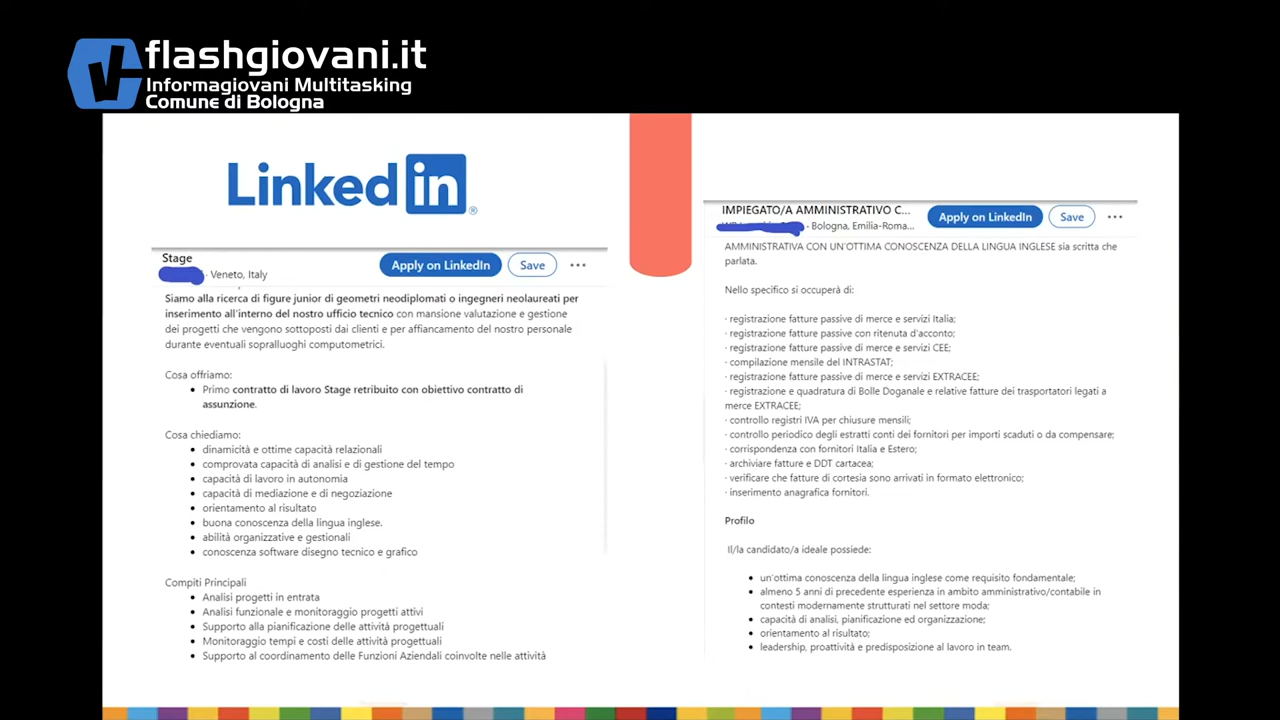 flashgiovani.it
Informagiovani Multitasking
Comune di Bologna
Linkedin®
Stage
· Veneto, Italy
Apply on LinkedIn
Save
···
Siamo alla ricerca di figure junior di geometri neodiplomati o ingegneri neolaureati per
inserimento all'interno del nostro ufficio tecnico con mansione valutazione e gestione
dei progetti che vengono sottoposti dai clienti e per affiancamento del nostro personale
durante eventuali sopralluoghi computometrici.
Cosa offriamo:
• Primo contratto di lavoro Stage retribuito con obiettivo contratto di
assunzione.
Cosa chiediamo:
• dinamicità e ottime capacità relazionali
• comprovata capacità di analisi e di gestione del tempo
• capacità di lavoro in autonomia
• capacità di mediazione e di negoziazione
• orientamento al risultato
• buona conoscenza della lingua inglese.
• abilità organizzative e gestionali
• conoscenza software disegno tecnico e grafico
Compiti Principali
• Analisi progetti in entrata
• Analisi funzionale e monitoraggio progetti attivi
• Supporto alla pianificazione delle attività progettuali
• Monitoraggio tempi e costi delle attività progettuali
• Supporto al coordinamento delle Funzioni Aziendali coinvolte nelle attività
IMPIEGATO/A AMMINISTRATIVO C...
- Bologna, Emilia-Roma...
Apply on LinkedIn
Save
···
AMMINISTRATIVA CON UN'OTTIMA CONOSCENZA DELLA LINGUA INGLESE sia scritta che
parlata.
Nello specifico si occuperà di:
· registrazione fatture passive di merce e servizi Italia;
· registrazione fatture passive con ritenuta d'acconto;
· registrazione fatture passive di merce e servizi CEE;
· compilazione mensile del INTRASTAT;
· registrazione fatture passive di merce e servizi EXTRACEE;
· registrazione e quadratura di Bolle Doganale e relative fatture dei trasportatori legati a
merce EXTRACEE;
· controllo registri IVA per chiusure mensili;
· controllo periodico degli estratti conti dei fornitori per importi scaduti o da compensare;
· corrispondenza con fornitori Italia e Estero;
· archiviare fatture e DDT cartacea;
· verificare che fatture di cortesia sono arrivati in formato elettronico;
· inserimento anagrafica fornitori.
Profilo
Il/la candidato/a ideale possiede:
• un'ottima conoscenza della lingua inglese come requisito fondamentale;
• almeno 5 anni di precedente esperienza in ambito amministrativo/contabile in
contesti modernamente strutturati nel settore moda;
• capacità di analisi, pianificazione ed organizzazione;
• orientamento al risultato;
• leadership, proattività e predisposizione al lavoro in team.